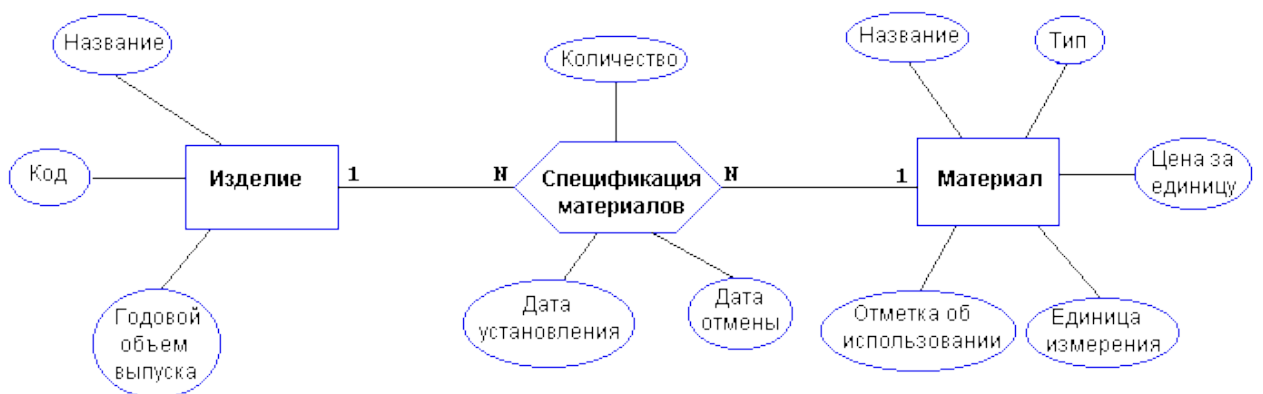 Название
Количество
Название
Тип
Код
Изделие
1
N
Спецификация
материалов
N
1
Материал
Цена за
единицу
Годовой
объем
выпуска
Дата
установления
Дата
отмены
Отметка об
использовании
Единица
измерения